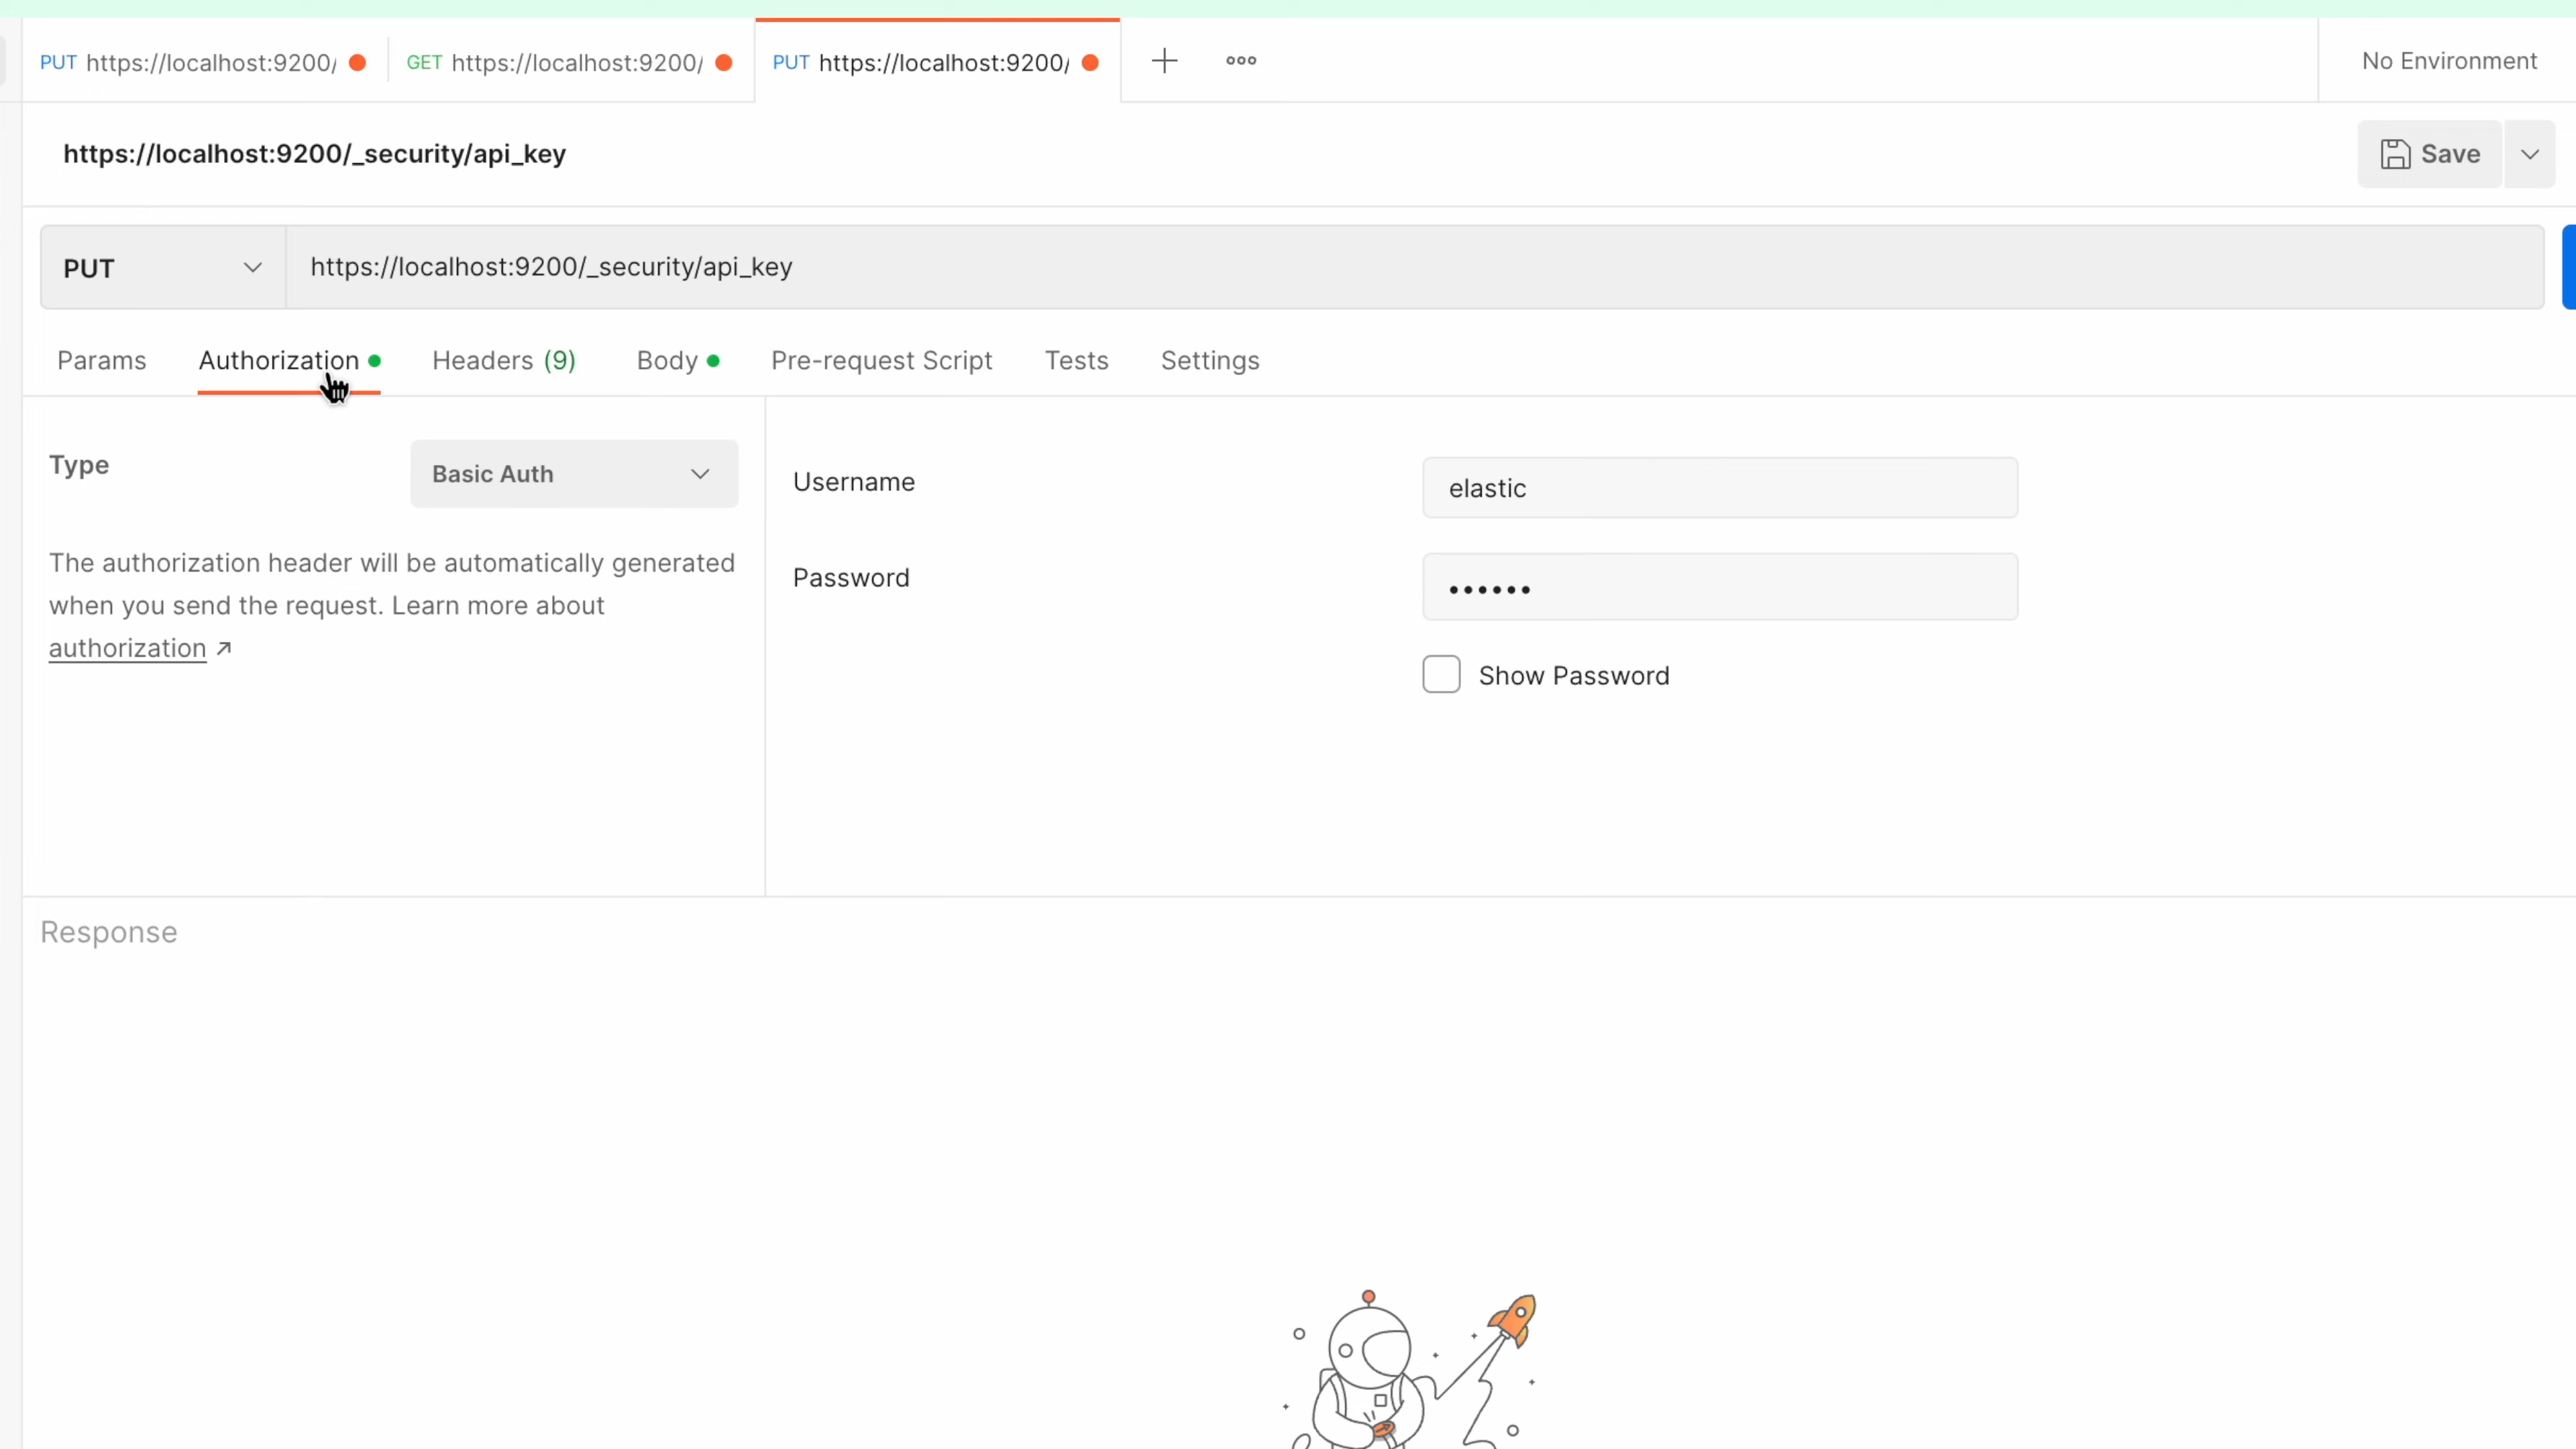 PUT https://localhost:9200/ GET https://localhost:9200/ PUT https://localhost:9200/ No Environment
https://localhost:9200/_security/api_key Save
PUT https://localhost:9200/_security/api_key
Params Authorization Headers (9) Body Pre-request Script Tests Settings
Type Basic Auth
Username elastic
The authorization header will be automatically generated
when you send the request. Learn more about
authorization ↗
Password ••••••
Show Password
Response